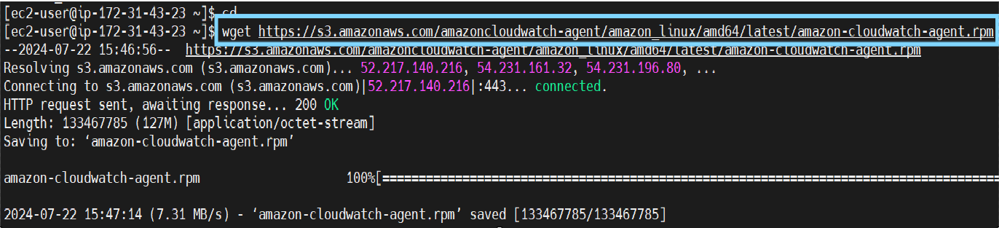 [ec2-user@ip-172-31-43-23 ~]$ cd
[ec2-user@ip-172-31-43-23 ~]$ wget https://s3.amazonaws.com/amazoncloudwatch-agent/amazon_linux/amd64/latest/amazon-cloudwatch-agent.rpm
--2024-07-22 15:46:56-- https://s3.amazonaws.com/amazoncloudwatch-agent/amazon_linux/amd64/latest/amazon-cloudwatch-agent.rpm
Resolving s3.amazonaws.com (s3.amazonaws.com)... 52.217.140.216, 54.231.161.32, 54.231.196.80, ...
Connecting to s3.amazonaws.com (s3.amazonaws.com)|52.217.140.216|:443... connected.
HTTP request sent, awaiting response... 200 OK
Length: 133467785 (127M) [application/octet-stream]
Saving to: ‘amazon-cloudwatch-agent.rpm’
amazon-cloudwatch-agent.rpm 100%[=====================================================================================
2024-07-22 15:47:14 (7.31 MB/s) - ‘amazon-cloudwatch-agent.rpm’ saved [133467785/133467785]